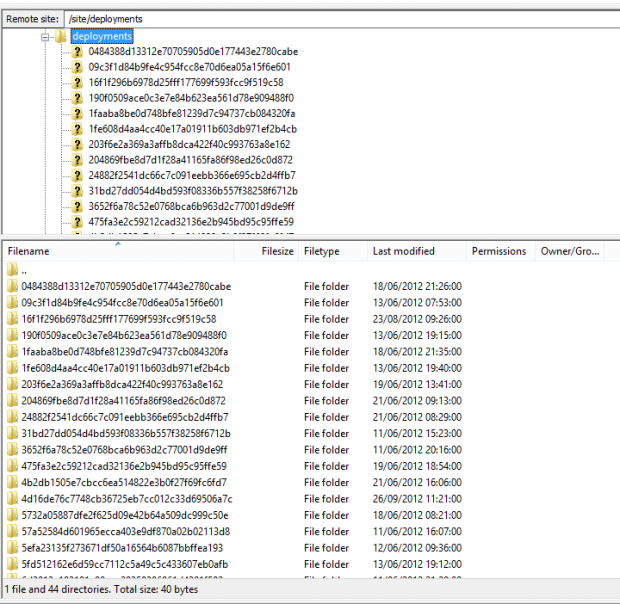 Remote site: /site/deployments
deployments
0484388d13312e70705905d0e177443e2780cabe
09c3f1d84b9fe4c954fcc8e70d6ea05a15f6e601
16f1f296b6978d25fff177699f593fcc9f519c58
190f0509ace0c3e7e84b623ea561d78e909488f0
1faaba8be0d748bfe81239d7c94737cb084320fa
1fe608d4aa4cc40e17a01911b603db971ef2b4cb
203f6e2a369a3affb8dca422f40c993763a8e162
204869fbe8d7d1f28a41165fa86f98ed26c0d872
24882f2541dc66c7c091eebb366e695cb2d4ffb7
31bd27dd054d4bd593f08336b557f38258f6712b
3652f6a78c52e0768bca6b963d2c77001d9de9ff
475fa3e2c59212cad32136e2b945bd95c95ffe59
Filename Filesize Filetype Last modified Permissions Owner/Gro...
..
0484388d13312e70705905d0e177443e2780cabe File folder 18/06/2012 21:26:00
09c3f1d84b9fe4c954fcc8e70d6ea05a15f6e601 File folder 13/06/2012 07:53:00
16f1f296b6978d25fff177699f593fcc9f519c58 File folder 23/08/2012 09:26:00
190f0509ace0c3e7e84b623ea561d78e909488f0 File folder 13/06/2012 19:15:00
1faaba8be0d748bfe81239d7c94737cb084320fa File folder 18/06/2012 21:35:00
1fe608d4aa4cc40e17a01911b603db971ef2b4cb File folder 13/06/2012 19:40:00
203f6e2a369a3affb8dca422f40c993763a8e162 File folder 19/06/2012 13:41:00
204869fbe8d7d1f28a41165fa86f98ed26c0d872 File folder 21/06/2012 09:13:00
24882f2541dc66c7c091eebb366e695cb2d4ffb7 File folder 21/06/2012 08:29:00
31bd27dd054d4bd593f08336b557f38258f6712b File folder 11/06/2012 15:23:00
3652f6a78c52e0768bca6b963d2c77001d9de9ff File folder 11/06/2012 20:16:00
475fa3e2c59212cad32136e2b945bd95c95ffe59 File folder 19/06/2012 18:54:00
4b2db1505e7cbcc6ea514822e3b0f27f69fc6fd7 File folder 21/06/2012 16:06:00
4d16de76c7748cb36725eb7cc012c33d69506a7c File folder 26/09/2012 11:21:00
5732a05887dfe2f625d09e42b64a509dc999c50e File folder 18/06/2012 08:21:00
57a52584d601965ecca403e9df870a02b02113d8 File folder 11/06/2012 16:07:00
5efa23135f273671df50a16564b6087bbffea193 File folder 12/06/2012 09:36:00
5fd512162e6d59cc7112c5a49c5c433607eb0afb File folder 13/06/2012 19:12:00
1 file and 44 directories. Total size: 40 bytes